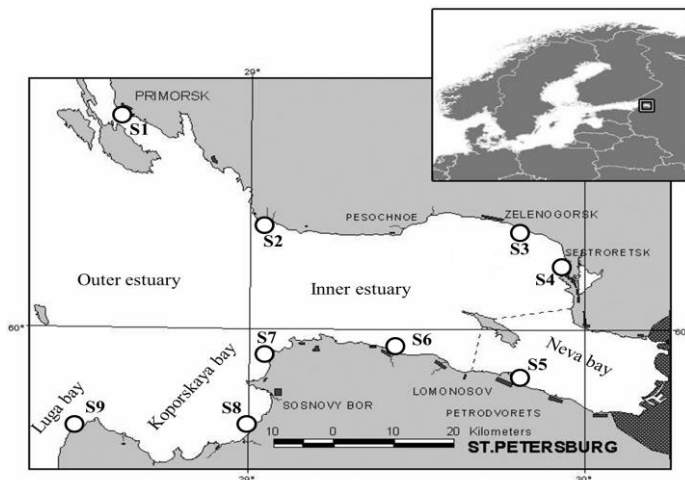 29°
PRIMORSK
S1
S2
PESOCHNOE
ZELENOGORSK
S3
SESTRORETSK
S4
Outer estuary
Inner estuary
60°
60°
S7
S6
Neva bay
Koporskaya bay
Luga bay
S5
LOMONOSOV
PETRODVORETS
S9
S8
SOSNOVY BOR
10 0 10 20 Kilometers
ST.PETERSBURG
29°
30°